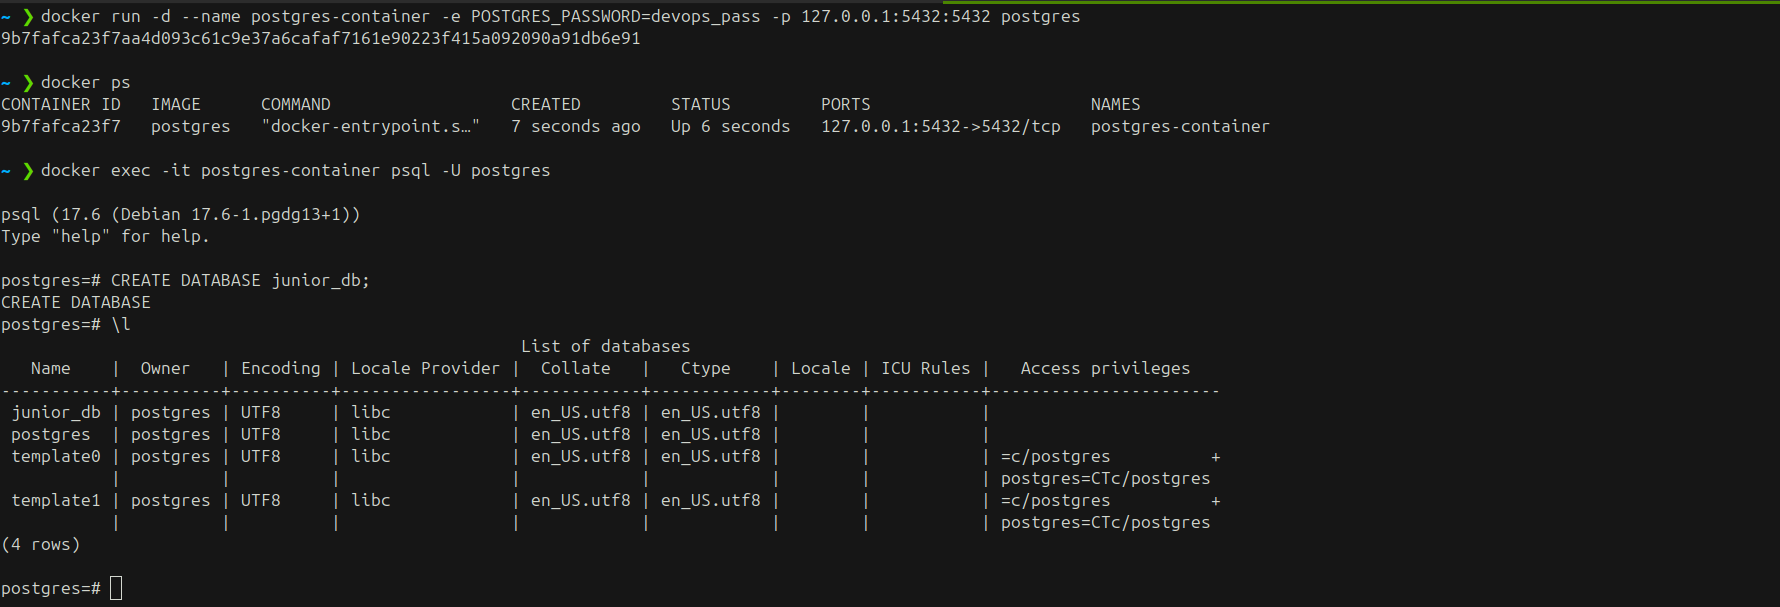 ~ ❯ docker run -d --name postgres-container -e POSTGRES_PASSWORD=devops_pass -p 127.0.0.1:5432:5432 postgres
9b7fafca23f7aa4d093c61c9e37a6cafaf7161e90223f415a092090a91db6e91
~ ❯ docker ps
CONTAINER ID   IMAGE      COMMAND                  CREATED         STATUS         PORTS                      NAMES
9b7fafca23f7   postgres   "docker-entrypoint.s…"   7 seconds ago   Up 6 seconds   127.0.0.1:5432->5432/tcp   postgres-container
~ ❯ docker exec -it postgres-container psql -U postgres
psql (17.6 (Debian 17.6-1.pgdg13+1))
Type "help" for help.
postgres=# CREATE DATABASE junior_db;
CREATE DATABASE
postgres=# \l
                                                    List of databases
   Name    |  Owner   | Encoding | Locale Provider |  Collate   |   Ctype    | Locale | ICU Rules |   Access privileges
-----------+----------+----------+-----------------+------------+------------+--------+-----------+-----------------------
 junior_db | postgres | UTF8     | libc            | en_US.utf8 | en_US.utf8 |        |           |
 postgres  | postgres | UTF8     | libc            | en_US.utf8 | en_US.utf8 |        |           |
 template0 | postgres | UTF8     | libc            | en_US.utf8 | en_US.utf8 |        |           | =c/postgres          +
           |          |          |                 |            |            |        |           | postgres=CTc/postgres
 template1 | postgres | UTF8     | libc            | en_US.utf8 | en_US.utf8 |        |           | =c/postgres          +
           |          |          |                 |            |            |        |           | postgres=CTc/postgres
(4 rows)
postgres=#